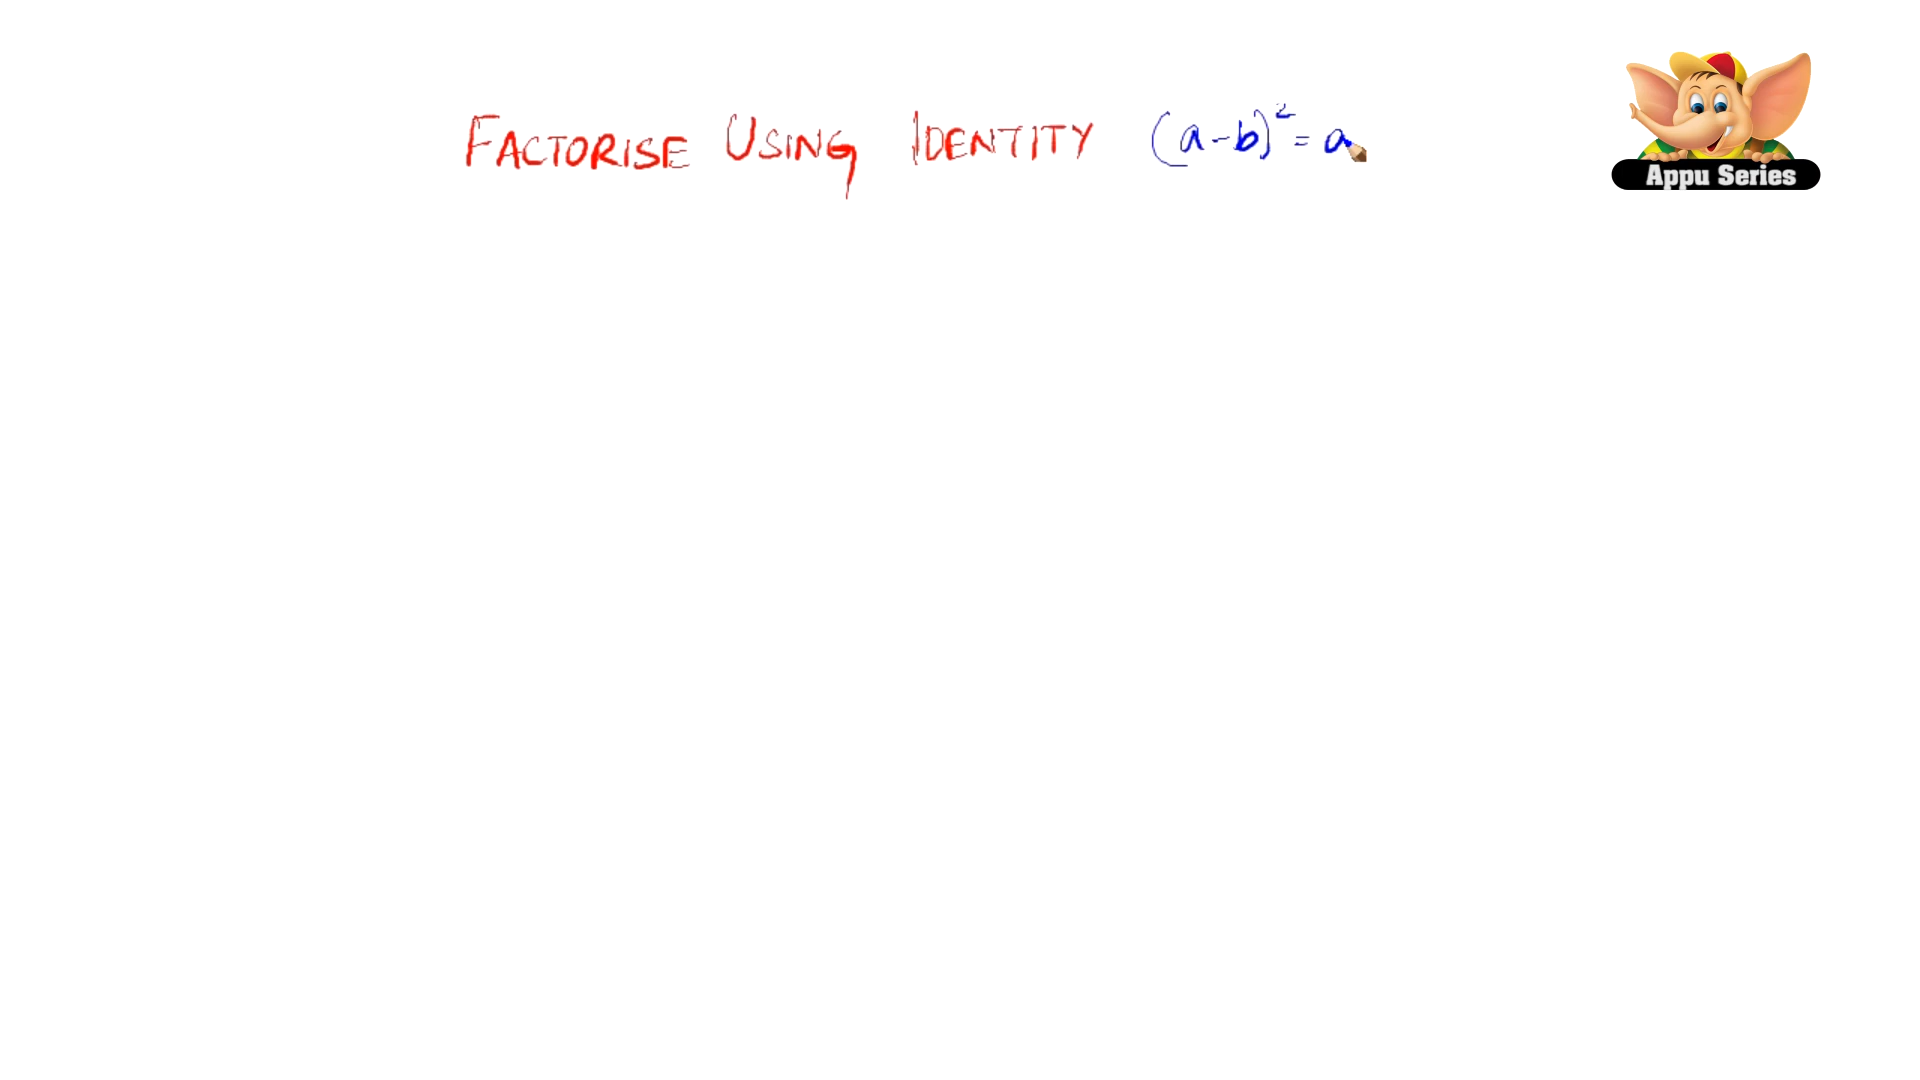 FACTORISE USING IDENTITY (a-b)² = a
Appu Series